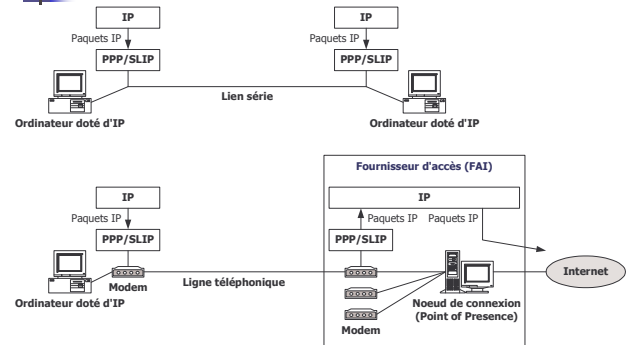 IP
IP
Paquets IP
Paquets IP
PPP/SLIP
PPP/SLIP
Lien série
Ordinateur doté d'IP
Ordinateur doté d'IP
Fournisseur d'accès (FAI)
IP
IP
Paquets IP
Paquets IP
Paquets IP
PPP/SLIP
PPP/SLIP
Internet
Ligne téléphonique
Modem
Ordinateur doté d'IP
Noeud de connexion
(Point of Presence)
Modem